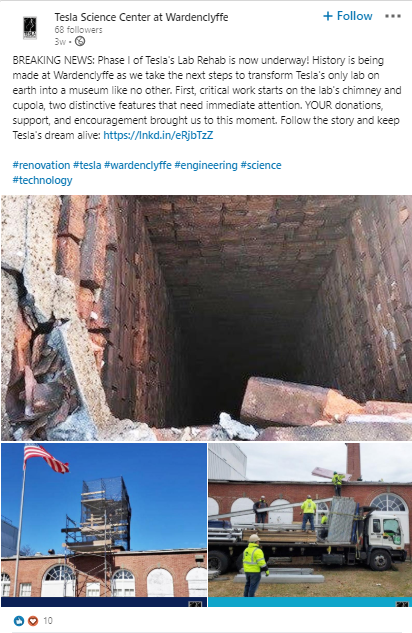 Tesla Science Center at Wardenclyffe
+ Follow
68 followers
3w •
BREAKING NEWS: Phase I of Tesla's Lab Rehab is now underway! History is being
made at Wardenclyffe as we take the next steps to transform Tesla's only lab on
earth into a museum like no other. First, critical work starts on the lab's chimney and
cupola, two distinctive features that need immediate attention. YOUR donations,
support, and encouragement brought us to this moment. Follow the story and keep
Tesla's dream alive: https://lnkd.in/eRjbTzZ
#renovation #tesla #wardenclyffe #engineering #science
#technology
10